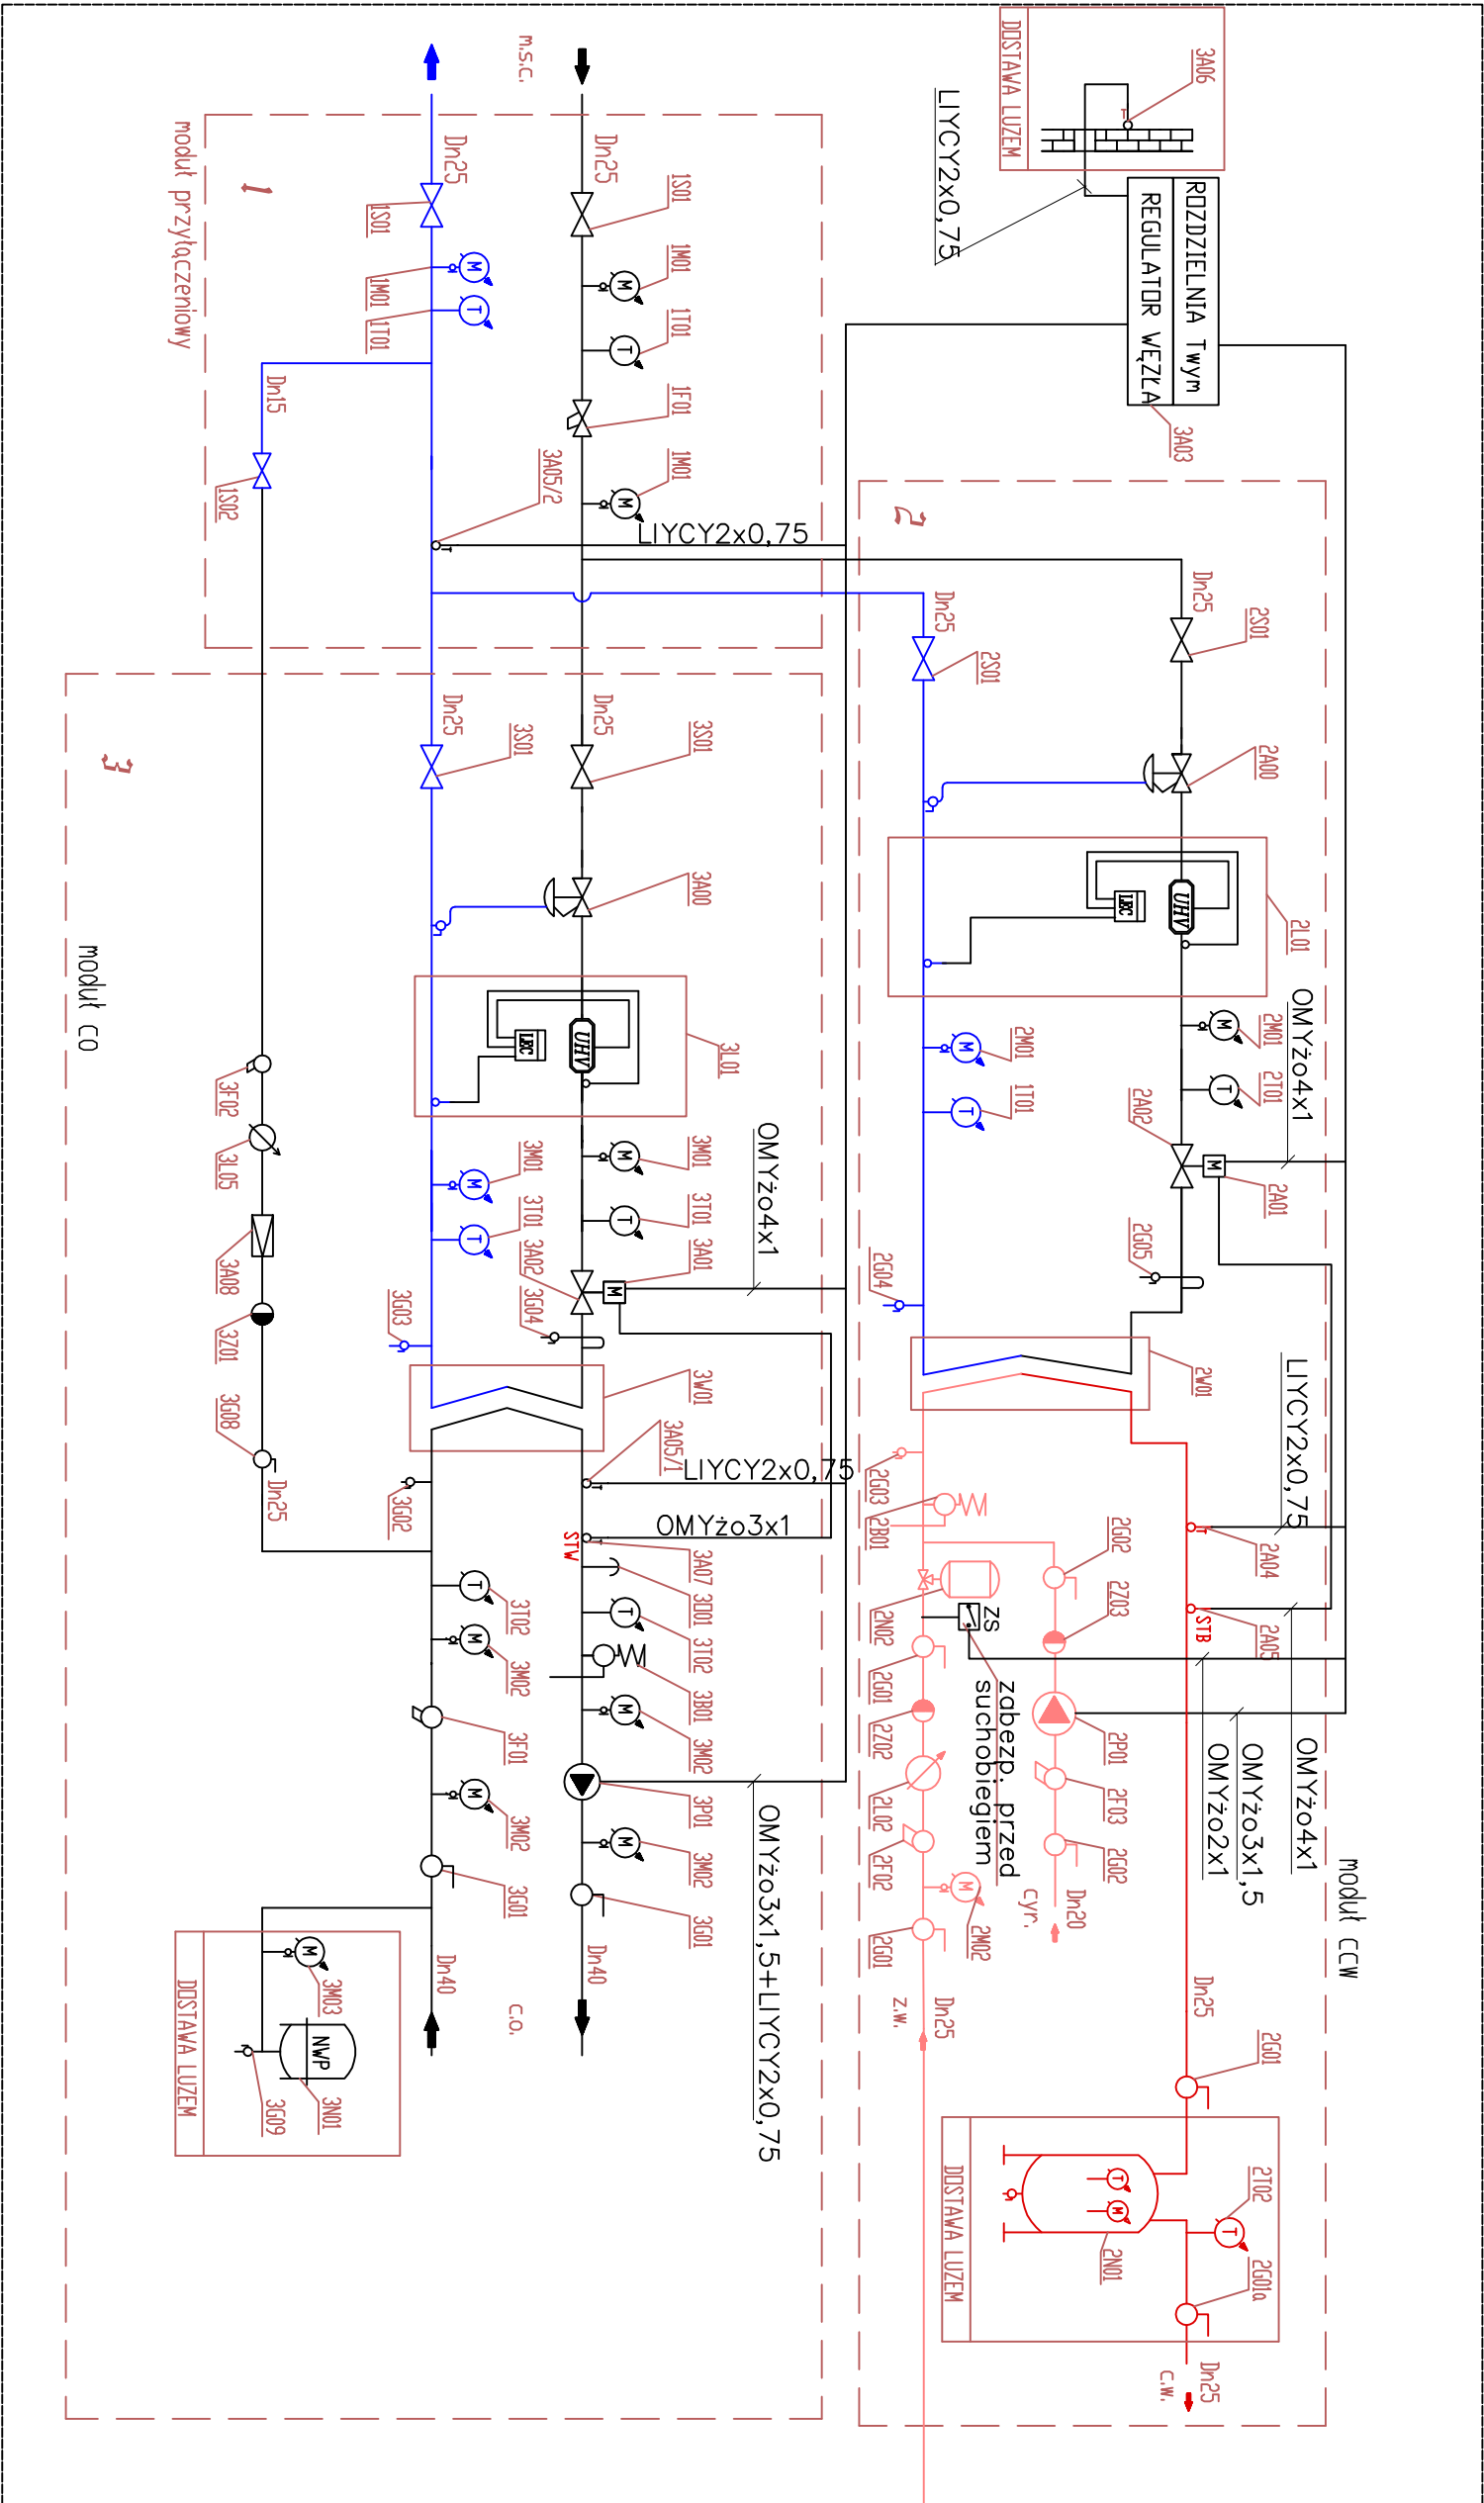 ROZDZIELNIA Twym
REGULATOR WĘZŁA
3A03
3A06
DOSTAWA LUZEM
LIYCY2x0,75
moduł CCW
2
Dn25
2S01
2A00
2L01
UHV
LEC
OMYżo4x1
2M01
M
2T01
T
2A02
M
2A01
2G05
2W01
LIYCY2x0,75
2A04
2A05
STB
OMYżo4x1
OMYżo3x1,5
OMYżo2x1
Dn25
2G01
2T02
T
2G01a
T
M
2N01
DOSTAWA LUZEM
Dn25
c.w.
Dn25
2S01
2M01
M
1T01
T
2G04
2G03
2B01
2G02
2Z03
2P01
2F03
2G02
Dn20
cyr.
2N02
ZS
zabezp. przed
suchobiegiem
2G01
2Z02
2L02
2F02
M
2M02
2G01
Dn25
z.w.
m.s.c.
Dn25
1S01
1M01
M
1T01
T
1F01
1M01
M
LIYCY2x0,75
3A05/2
Dn25
1S01
M
1M01
T
1T01
Dn15
1S02
1
moduł przyłączeniowy
3
moduł CO
Dn25
3S01
3A00
3L01
UHV
LEC
3M01
M
3T01
T
OMYżo4x1
3A01
M
3A02
3G04
3W01
3A05/1
LIYCY2x0,75
OMYżo3x1
STW
3A07
3D01
T
3T02
3B01
M
3M02
3P01
OMYżo3x1,5+LIYCY2x0,75
M
3M02
3G01
Dn40
c.o.
Dn25
3S01
3M01
M
3T01
T
3G03
3G02
T
3T02
M
3M02
3F01
M
3M02
3G01
Dn40
3F02
3L05
3A08
3Z01
3G08
Dn25
M
3M03
NWP
3N01
3G09
DOSTAWA LUZEM